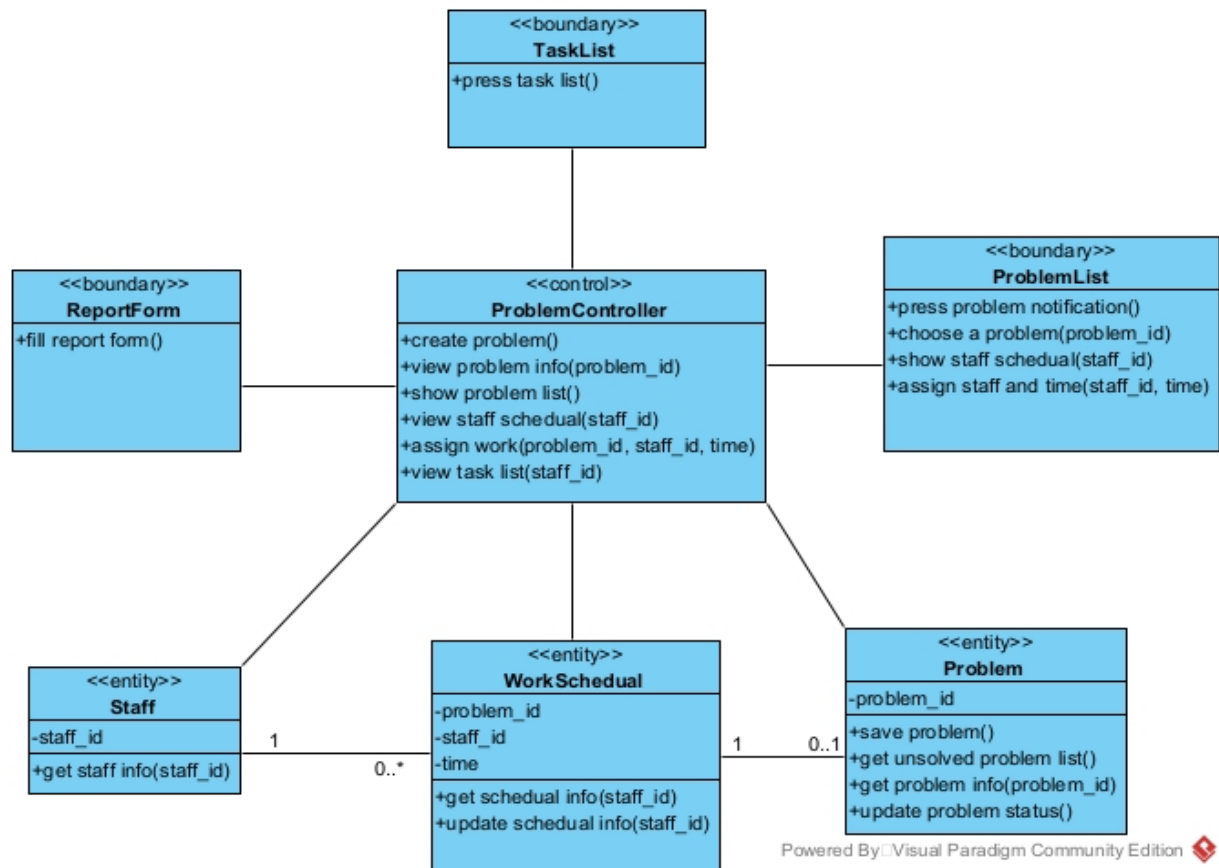 <<boundary>>
TaskList
+press task list()
<<boundary>>
ReportForm
+fill report form()
<<control>>
ProblemController
+create problem()
+view problem info(problem_id)
+show problem list()
+view staff schedual(staff_id)
+assign work(problem_id, staff_id, time)
+view task list(staff_id)
<<boundary>>
ProblemList
+press problem notification()
+choose a problem(problem_id)
+show staff schedual(staff_id)
+assign staff and time(staff_id, time)
<<entity>>
Staff
-staff_id
+get staff info(staff_id)
1
0..*
<<entity>>
WorkSchedual
-problem_id
-staff_id
-time
+get schedual info(staff_id)
+update schedual info(staff_id)
1
0..1
<<entity>>
Problem
-problem_id
+save problem()
+get unsolved problem list()
+get problem info(problem_id)
+update problem status()
Powered By□Visual Paradigm Community Edition